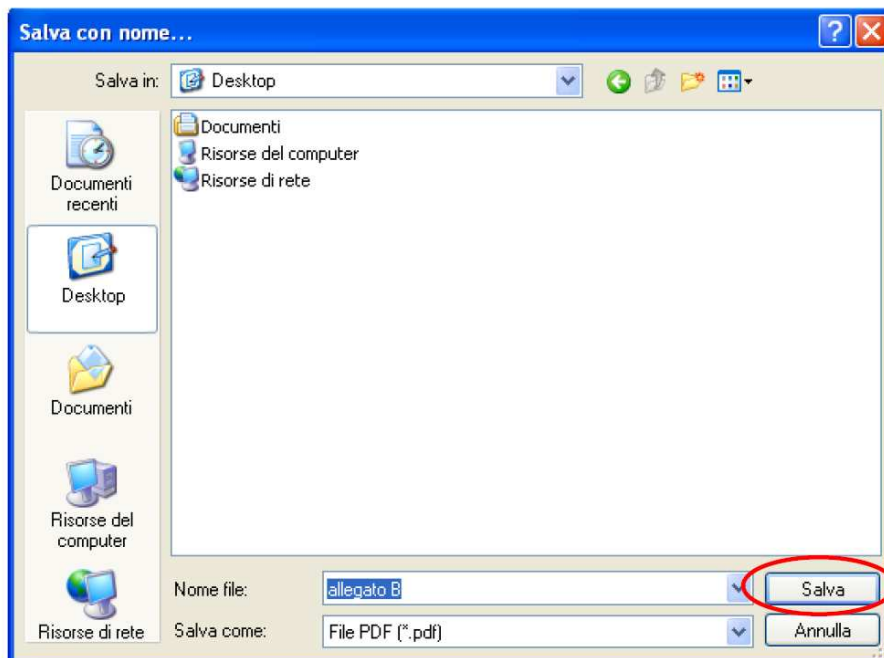 Salva con nome...
Salva in:
Desktop
Documenti
Risorse del computer
Risorse di rete
Documenti
recenti
Desktop
Documenti
Risorse del
computer
Risorse di rete
Nome file:
allegato B
Salva
Salva come:
File PDF (*.pdf)
Annulla